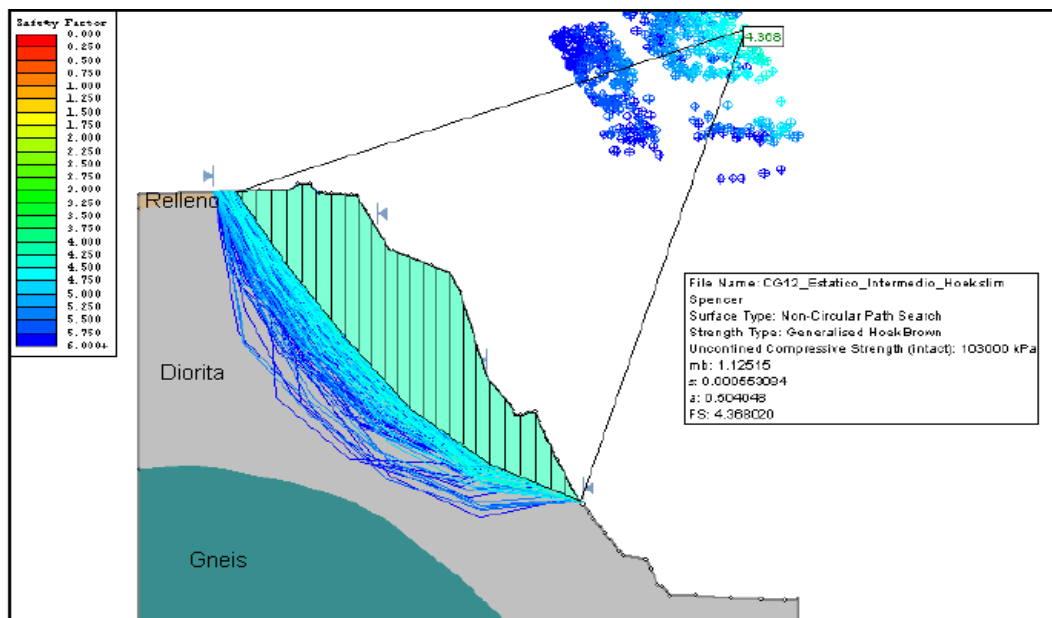 Safety Factor
0.000
0.250
0.500
0.750
1.000
1.250
1.500
1.750
2.000
2.250
2.500
2.750
3.000
3.250
3.500
3.750
4.000
4.250
4.500
4.750
5.000
5.250
5.500
5.750
6.000+
4.368
Relleno
Diorita
Gneis
File Name: CG12_Estatico_Intermedio_Hoekslim
Spencer
Surface Type: Non-Circular Path Search
Strength Type: Generalised HoekBrown
Unconfined Compressive Strength (intact): 103000 kPa
mb: 1.12515
s: 0.000553094
a: 0.504048
FS: 4.368020